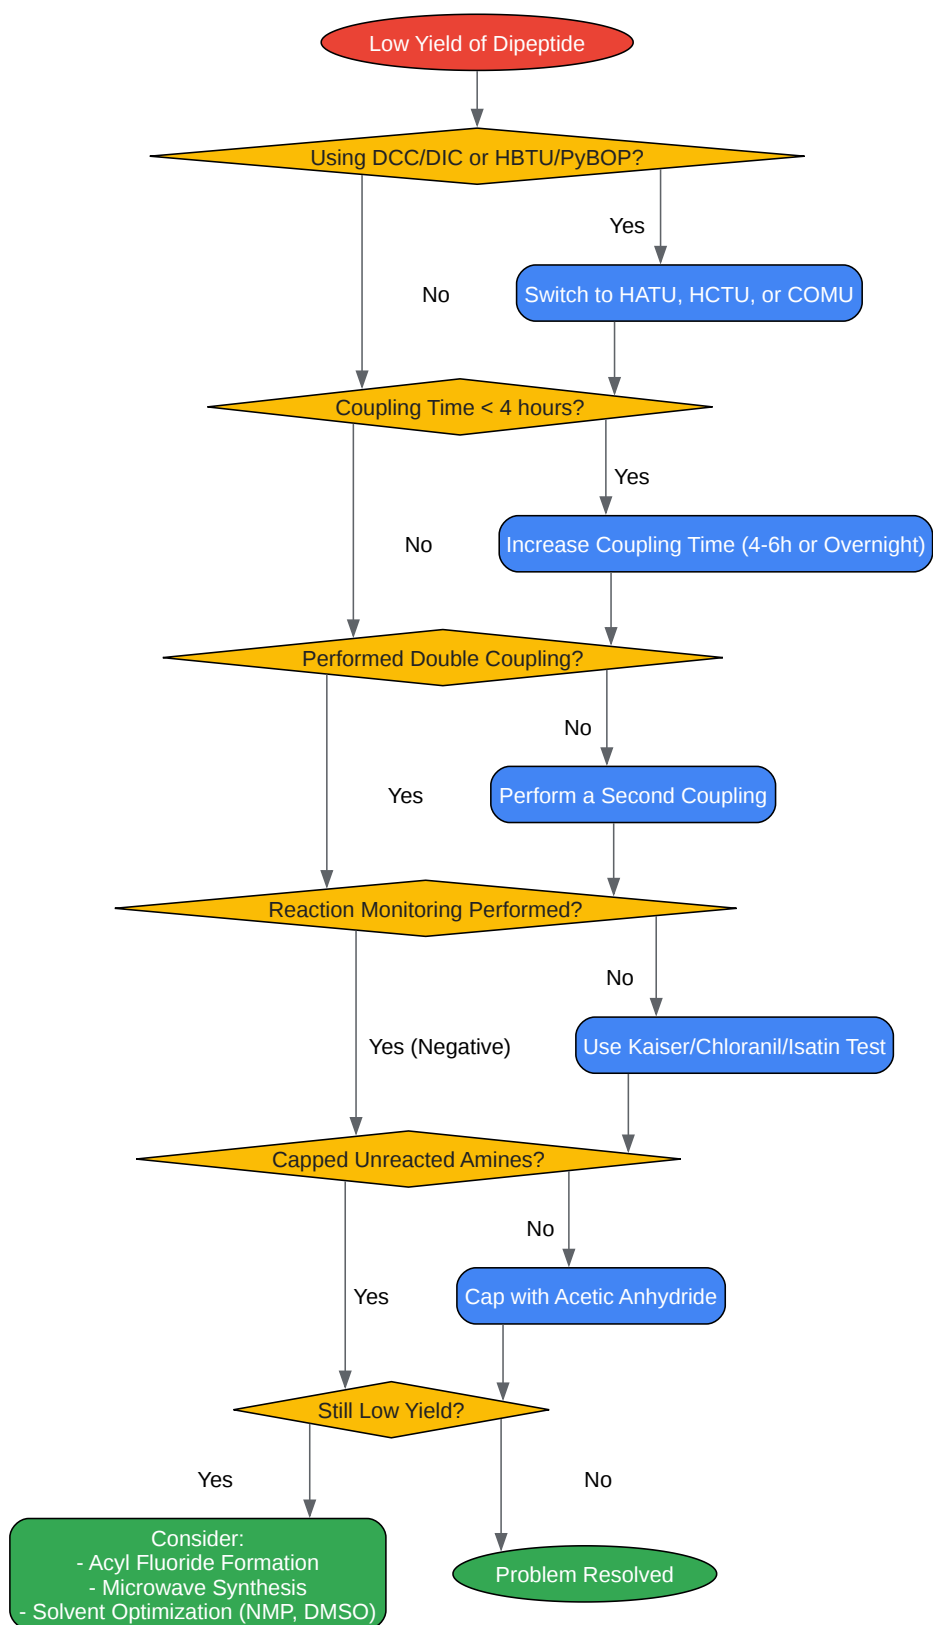 Low Yield of Dipeptide
Using DCC/DIC or HBTU/PyBOP?
Yes
Switch to HATU, HCTU, or COMU
No
Coupling Time < 4 hours?
Yes
Increase Coupling Time (4-6h or Overnight)
No
Performed Double Coupling?
No
Perform a Second Coupling
Yes
Reaction Monitoring Performed?
No
Use Kaiser/Chloranil/Isatin Test
Yes (Negative)
Capped Unreacted Amines?
No
Cap with Acetic Anhydride
Yes
Still Low Yield?
Yes
No
Consider:
- Acyl Fluoride Formation
- Microwave Synthesis
- Solvent Optimization (NMP, DMSO)
Problem Resolved